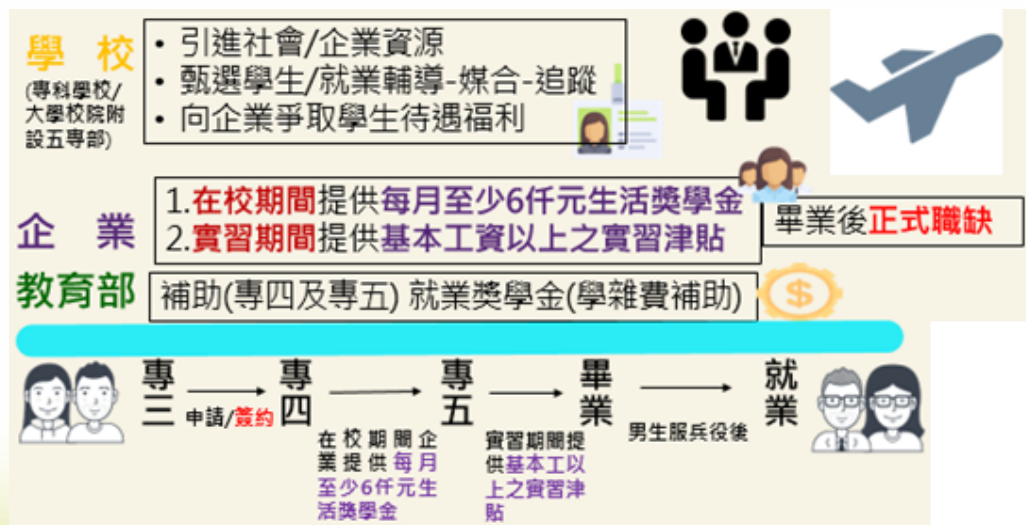 學校
(專科學校/
大學校院附
設五專部)
• 引進社會/企業資源
• 甄選學生/就業輔導-媒合-追蹤
• 向企業爭取學生待遇福利
企業
1.在校期間提供每月至少6仟元生活獎學金
2.實習期間提供基本工資以上之實習津貼
畢業後正式職缺
教育部
補助(專四及專五) 就業獎學金(學雜費補助)
$
專三
申請/簽約
專四
在校期間企
業提供每月
至少6仟元生
活獎學金
專五
實習期間提
供基本工以
上之實習津
貼
畢業
男生服兵役後
就業